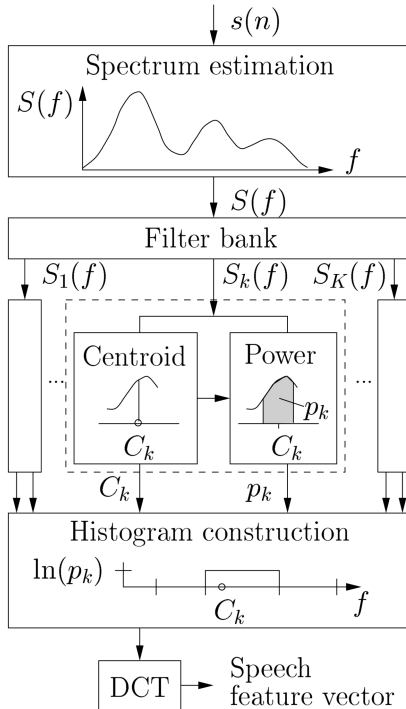 s(n)
Spectrum estimation
S(f)
f
S(f)
Filter bank
S_1(f) S_k(f) S_K(f)
Centroid Power
p_k
... ...
C_k C_k
C_k p_k
Histogram construction
ln(p_k)
C_k f
DCT
Speech
feature vector